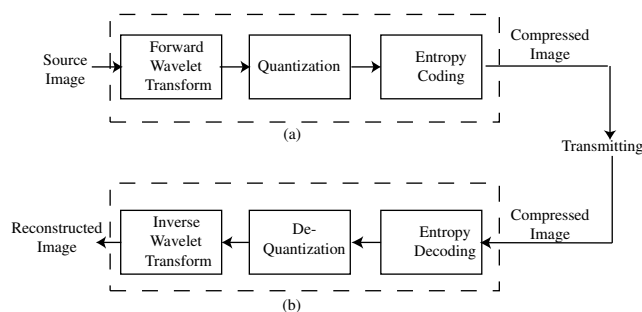 Source
Image
Forward
Wavelet
Transform
Quantization
Entropy
Coding
Compressed
Image
(a)
Transmitting
Reconstructed
Image
Inverse
Wavelet
Transform
De-
Quantization
Entropy
Decoding
Compressed
Image
(b)